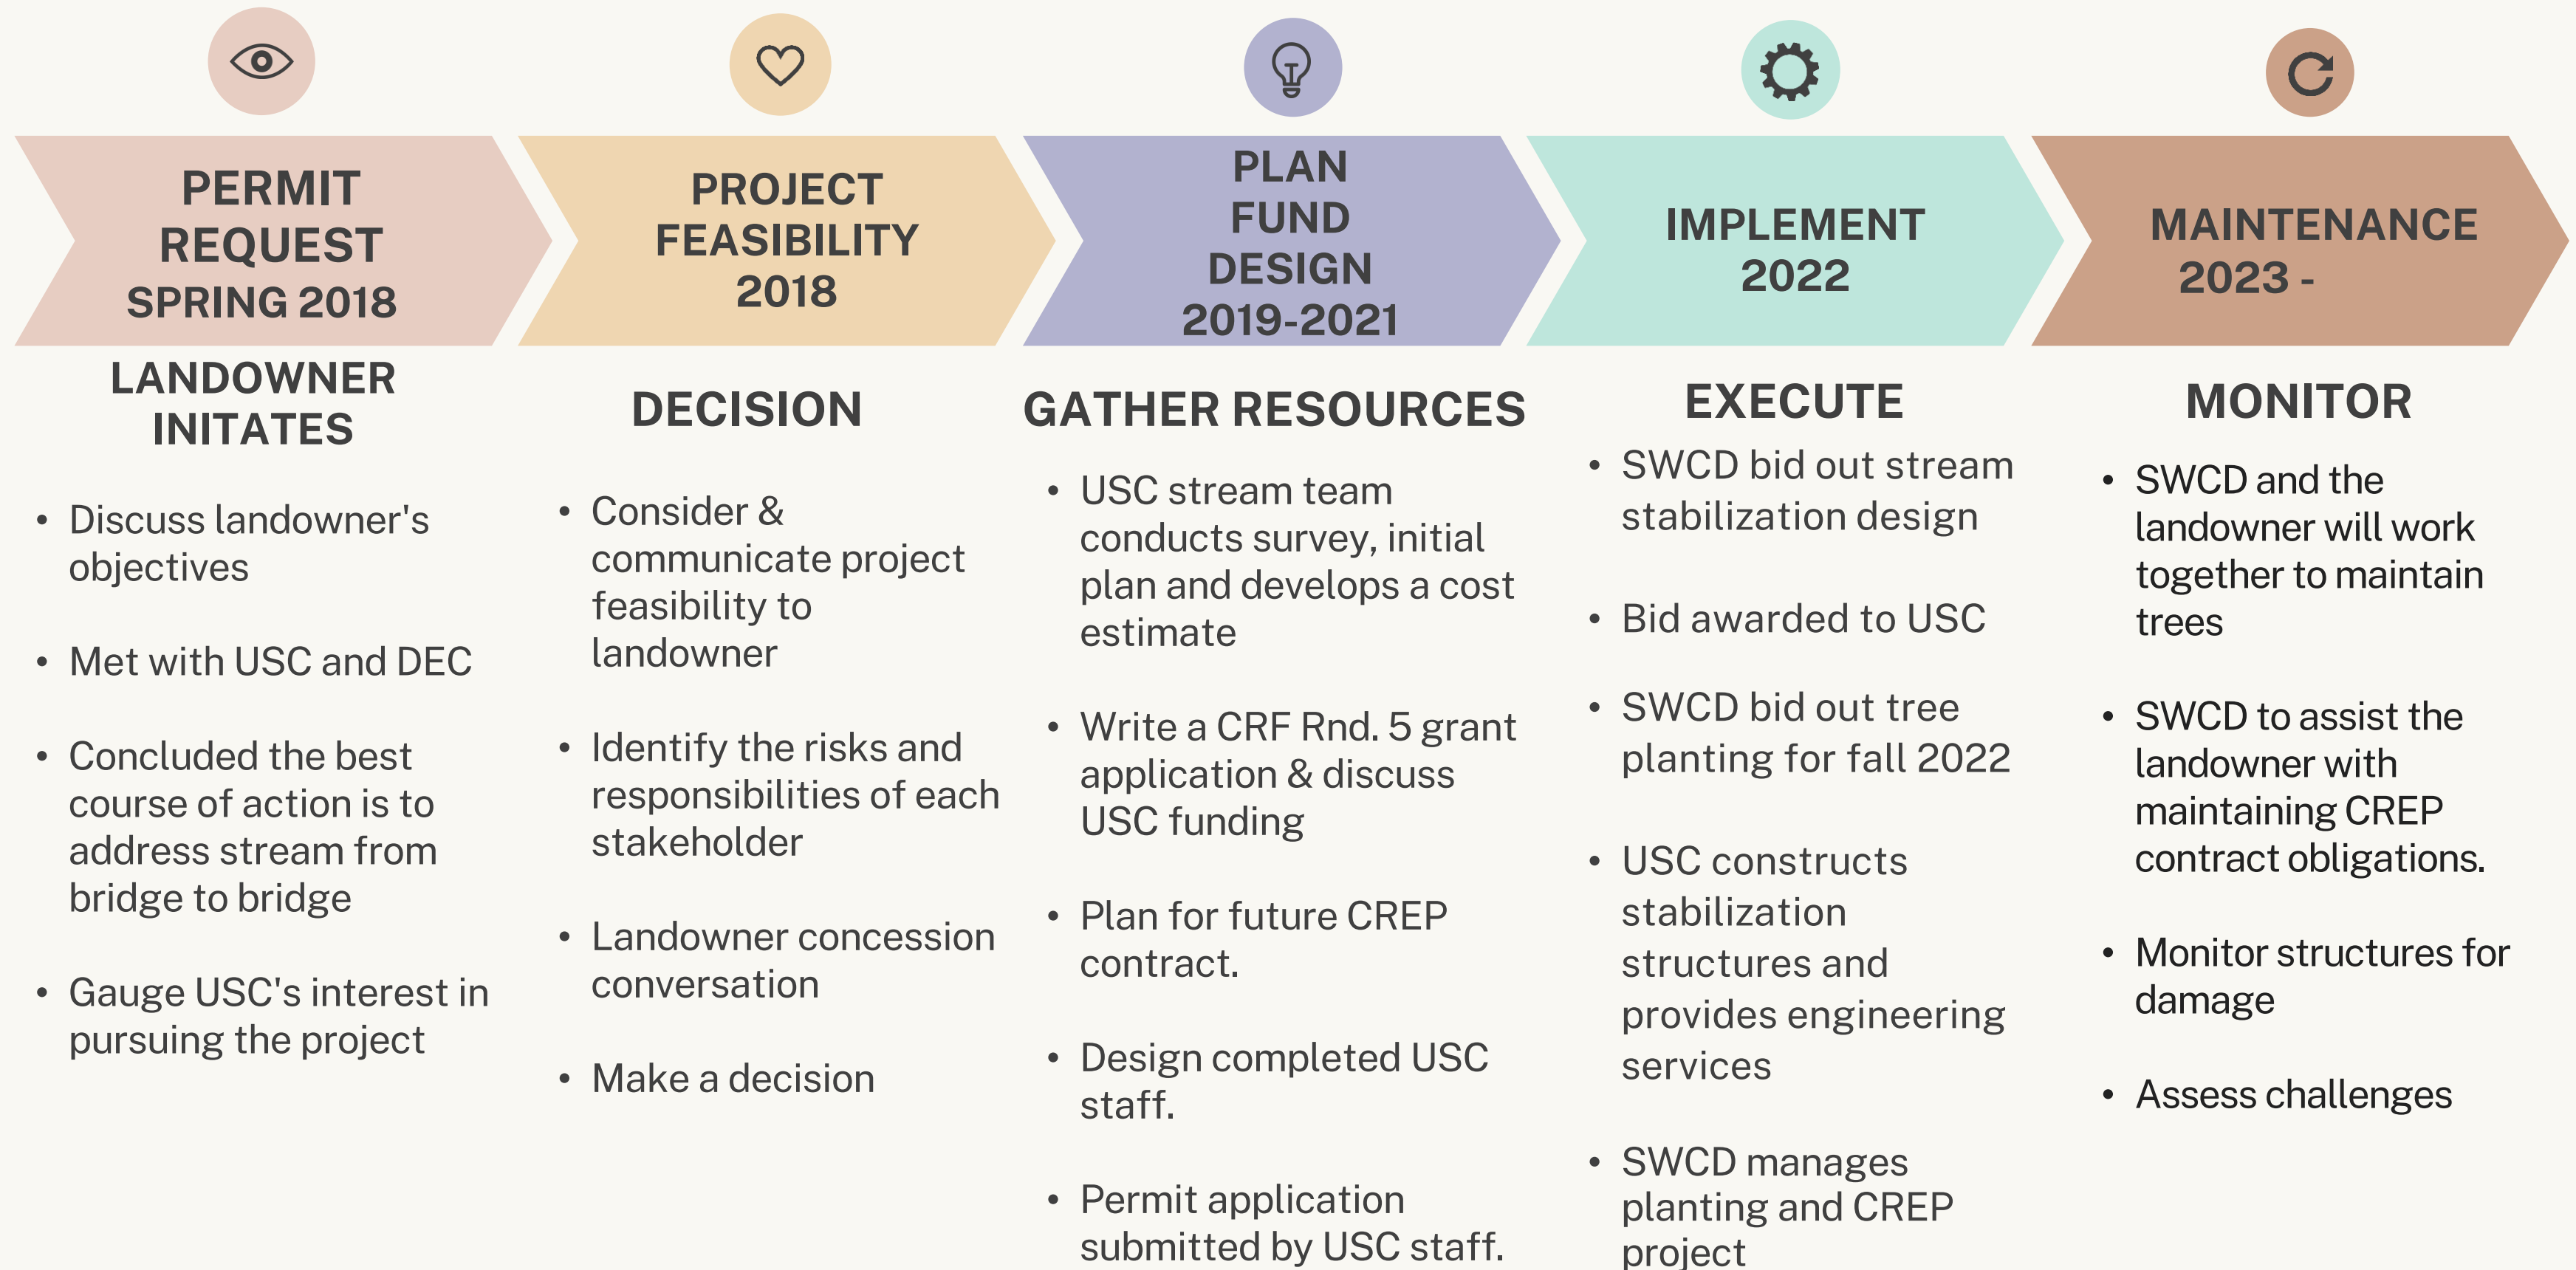 PERMIT
REQUEST
SPRING 2018
LANDOWNER
INITATES
• Discuss landowner's
objectives
• Met with USC and DEC
• Concluded the best
course of action is to
address stream from
bridge to bridge
• Gauge USC's interest in
pursuing the project
PROJECT
FEASIBILITY
2018
DECISION
• Consider &
communicate project
feasibility to
landowner
• Identify the risks and
responsibilities of each
stakeholder
• Landowner concession
conversation
• Make a decision
PLAN
FUND
DESIGN
2019-2021
GATHER RESOURCES
• USC stream team
conducts survey, initial
plan and develops a cost
estimate
• Write a CRF Rnd. 5 grant
application & discuss
USC funding
• Plan for future CREP
contract.
• Design completed USC
staff.
• Permit application
submitted by USC staff.
IMPLEMENT
2022
EXECUTE
• SWCD bid out stream
stabilization design
• Bid awarded to USC
• SWCD bid out tree
planting for fall 2022
• USC constructs
stabilization
structures and
provides engineering
services
• SWCD manages
planting and CREP
project
MAINTENANCE
2023 -
MONITOR
• SWCD and the
landowner will work
together to maintain
trees
• SWCD to assist the
landowner with
maintaining CREP
contract obligations.
• Monitor structures for
damage
• Assess challenges